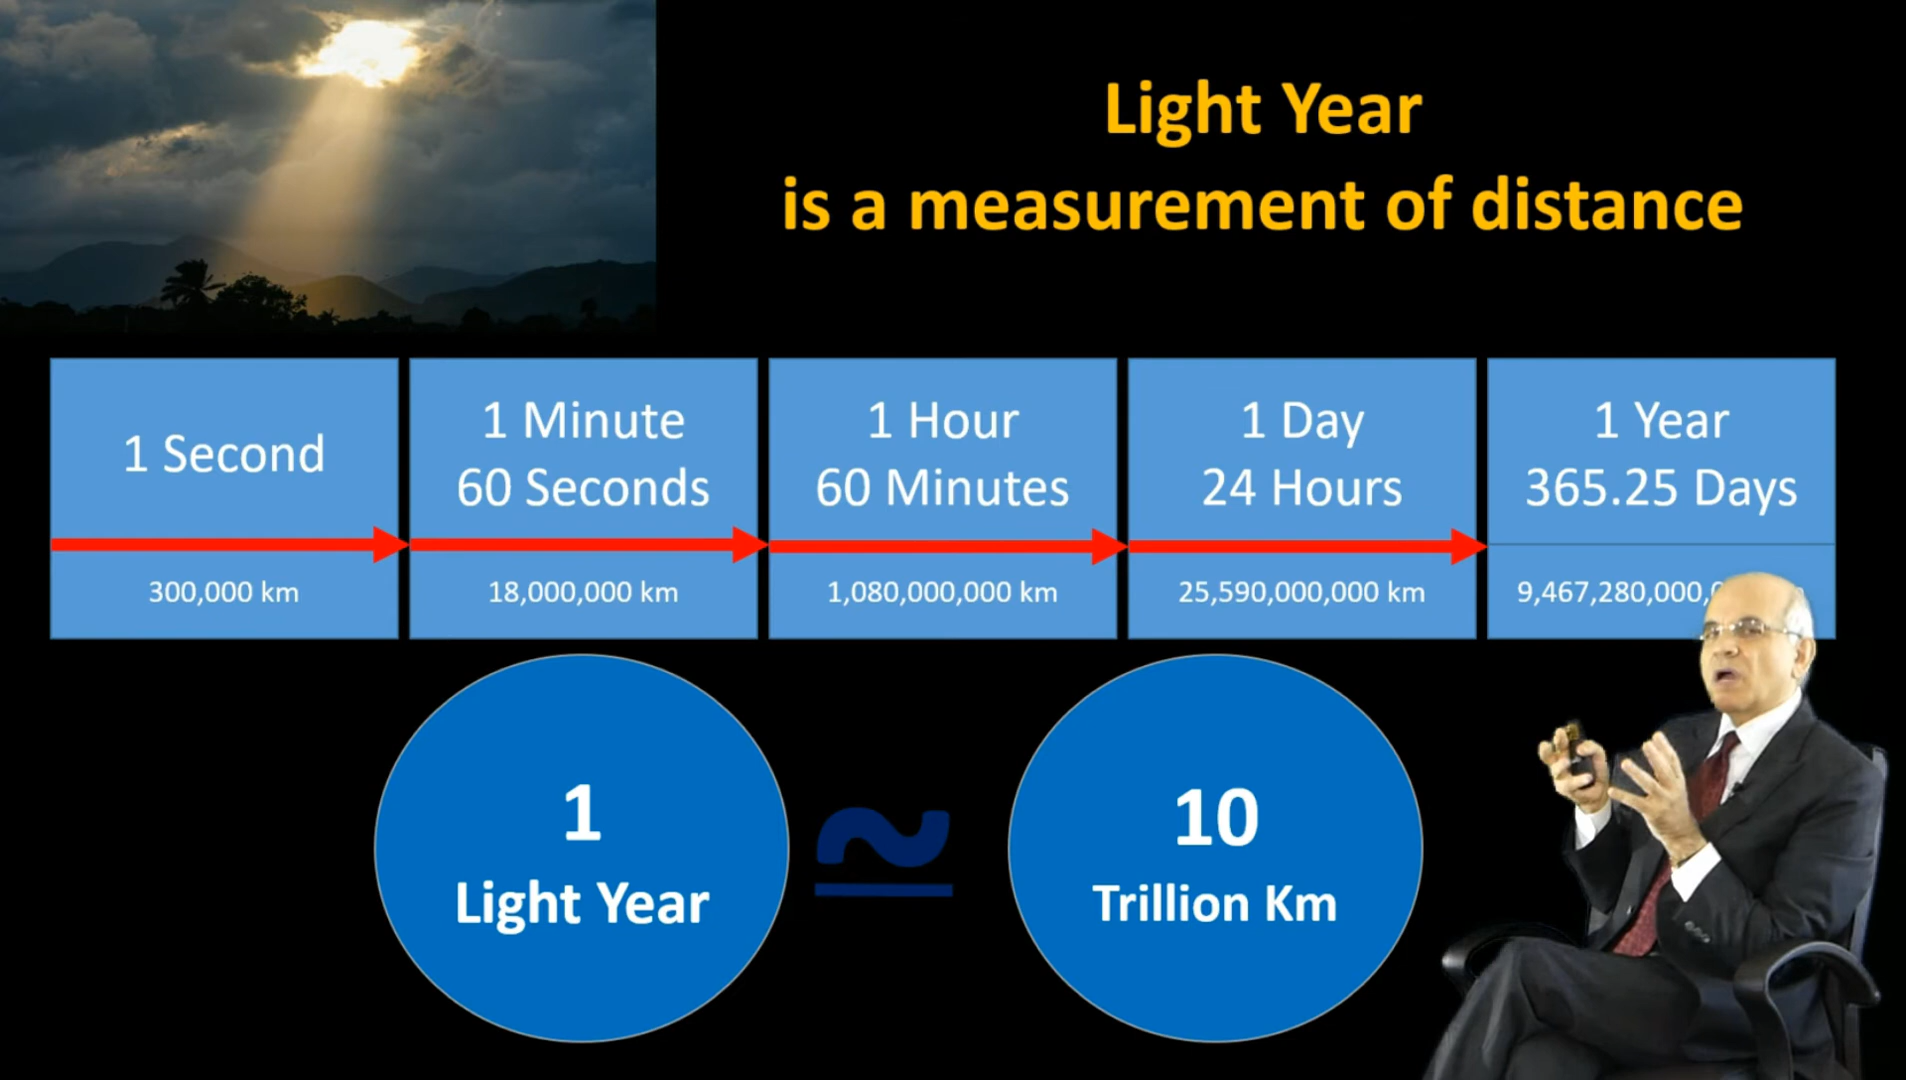 Light Year
is a measurement of distance
1 Second
300,000 km
1 Minute
60 Seconds
18,000,000 km
1 Hour
60 Minutes
1,080,000,000 km
1 Day
24 Hours
25,590,000,000 km
1 Year
365.25 Days
9,467,280,000,
1
Light Year
≃
10
Trillion Km